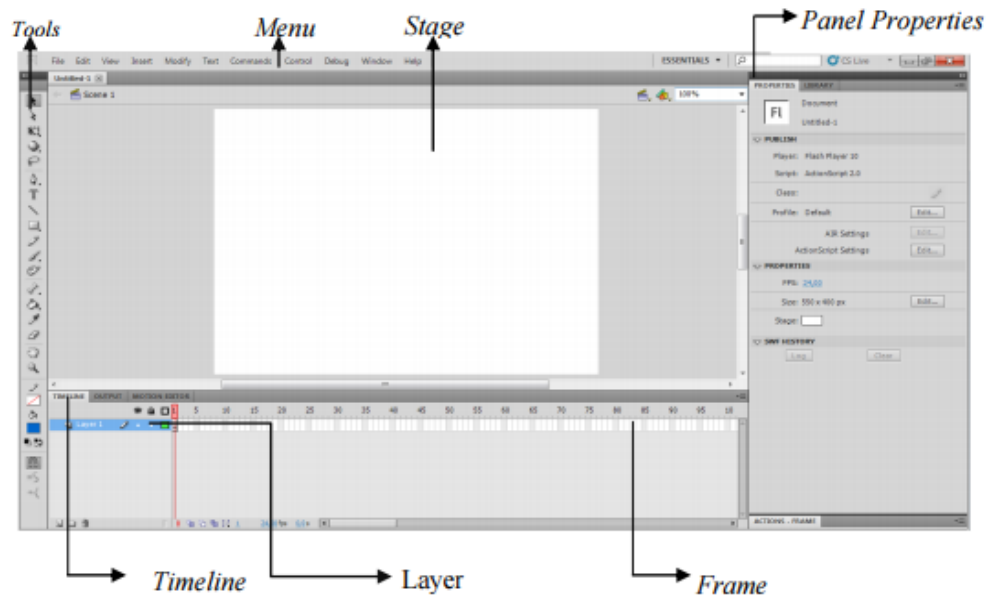 Tools Menu Stage Panel Properties
File Edit View Insert Modify Text Commands Control Debug Window Help ESSENTIALS CS Live
Untitled-1
Scene 1 100%
PROPERTIES LIBRARY
Document
Fl
Untitled-1
PUBLISH
Player: Flash Player 10
Script: ActionScript 2.0
Class:
Profile: Default Edit...
AIR Settings Edit...
ActionScript Settings Edit...
PROPERTIES
FPS: 24,00
Size: 550 x 400 px Edit...
Stage:
SWF HISTORY
Log Clear
TIMELINE OUTPUT MOTION EDITOR
1 5 10 15 20 25 30 35 40 45 50 55 60 65 70 75 80 85 90 95
Layer 1
1 0,0 s
ACTIONS - FRAME
Timeline Layer Frame